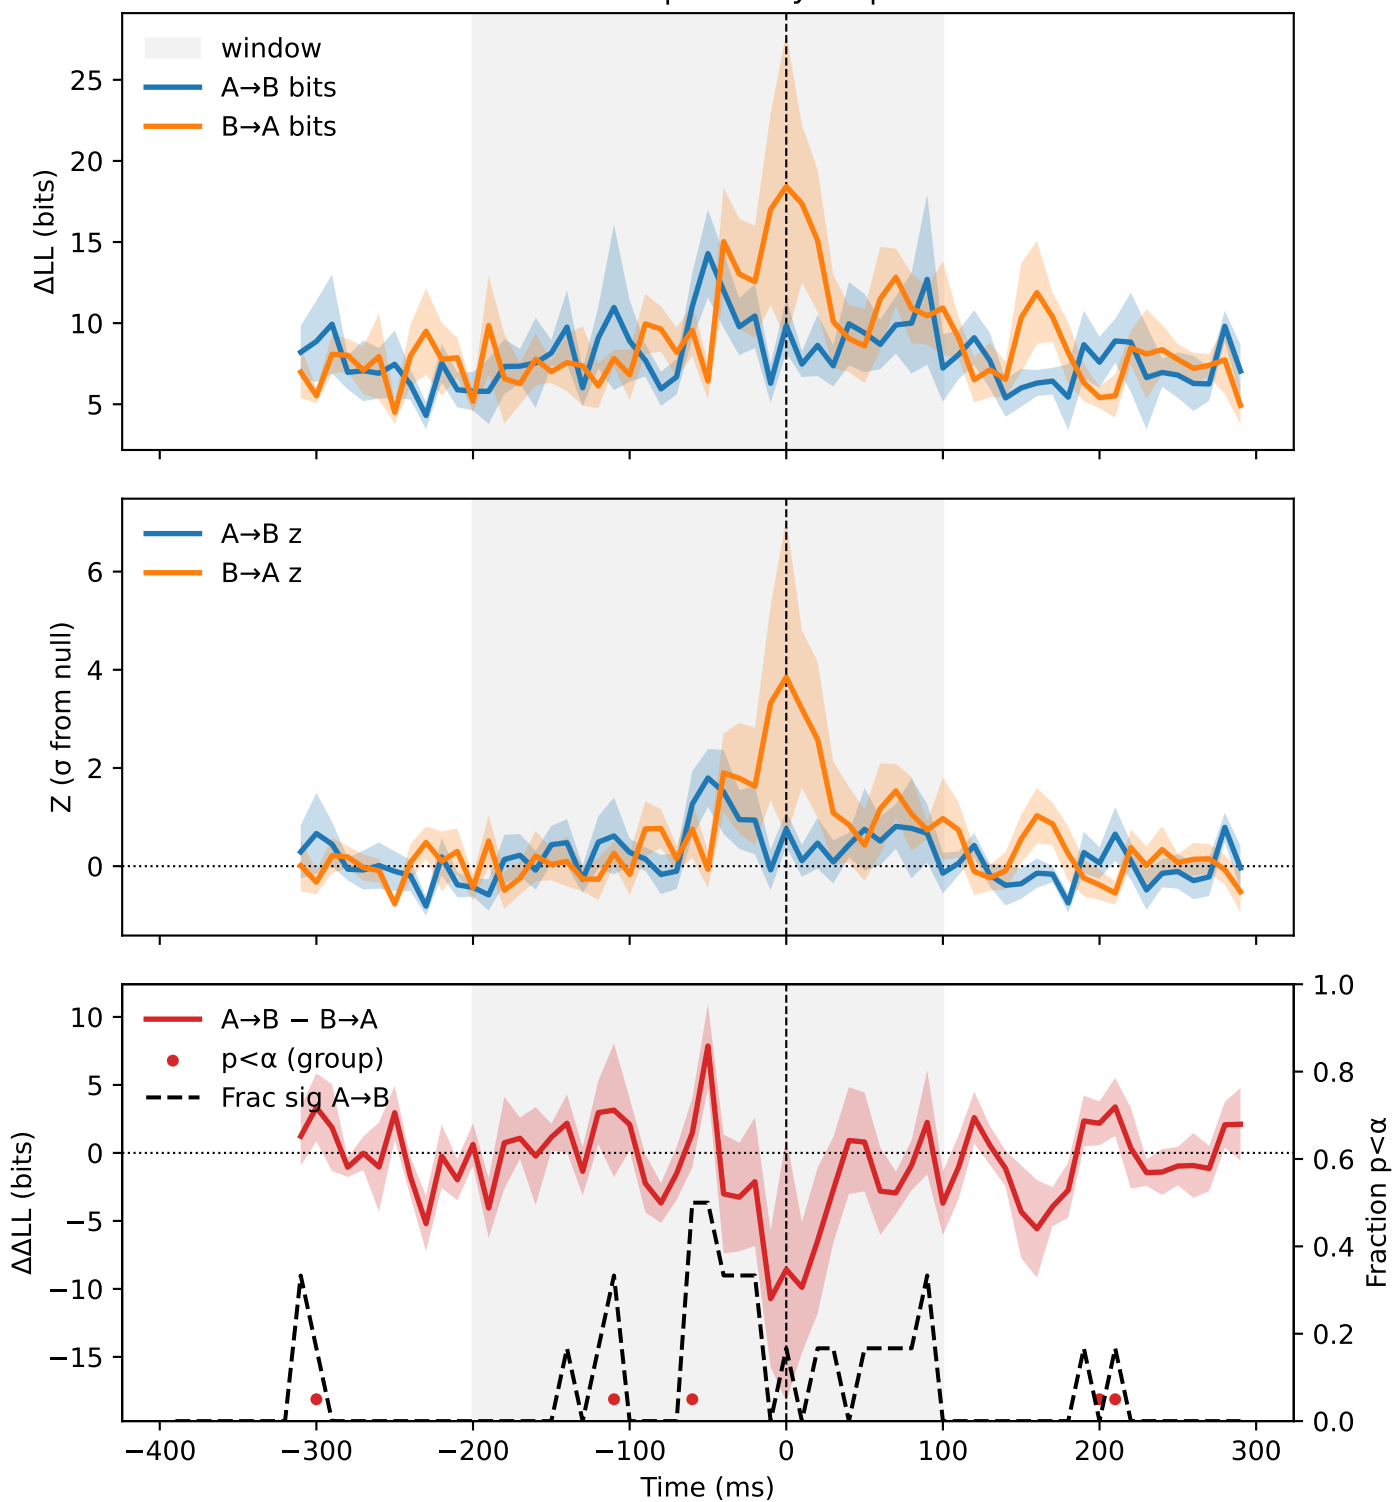 window
A→B bits
B→A bits
ΔLL (bits)
25
20
15
10
5
A→B z
B→A z
Z (σ from null)
6
4
2
0
A→B − B→A
p<α (group)
Frac sig A→B
ΔΔLL (bits)
10
5
0
−5
−10
−15
1.0
0.8
0.6
0.4
0.2
0.0
Fraction p<α
−400 −300 −200 −100 0 100 200 300
Time (ms)